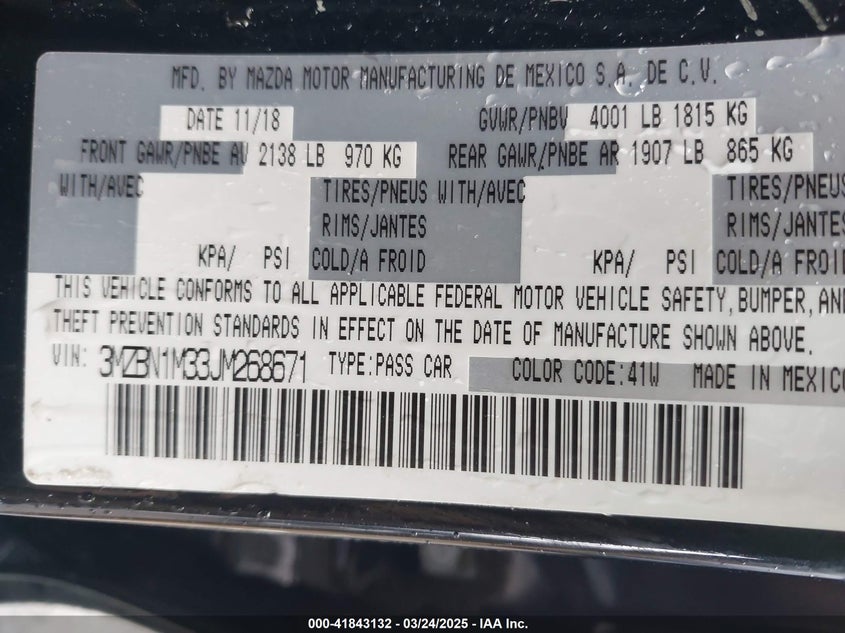 MFD. BY MAZDA MOTOR MANUFACTURING DE MEXICO S.A. DE C.V.
DATE 11/18 GVWR/PNBV 4001 LB 1815 KG
FRONT GAWR/PNBE AV 2138 LB 970 KG REAR GAWR/PNBE AR 1907 LB 865 KG
WITH/AVEC TIRES/PNEUS WITH/AVEC TIRES/PNEUS
RIMS/JANTES RIMS/JANTES
KPA/ PSI COLD/A FROID KPA/ PSI COLD/A FROID
THIS VEHICLE CONFORMS TO ALL APPLICABLE FEDERAL MOTOR VEHICLE SAFETY, BUMPER, AND
THEFT PREVENTION STANDARDS IN EFFECT ON THE DATE OF MANUFACTURE SHOWN ABOVE.
VIN: 3MZBN1M33JM268671 TYPE:PASS CAR COLOR CODE:41W MADE IN MEXICO
000-41843132 - 03/24/2025 - IAA Inc.